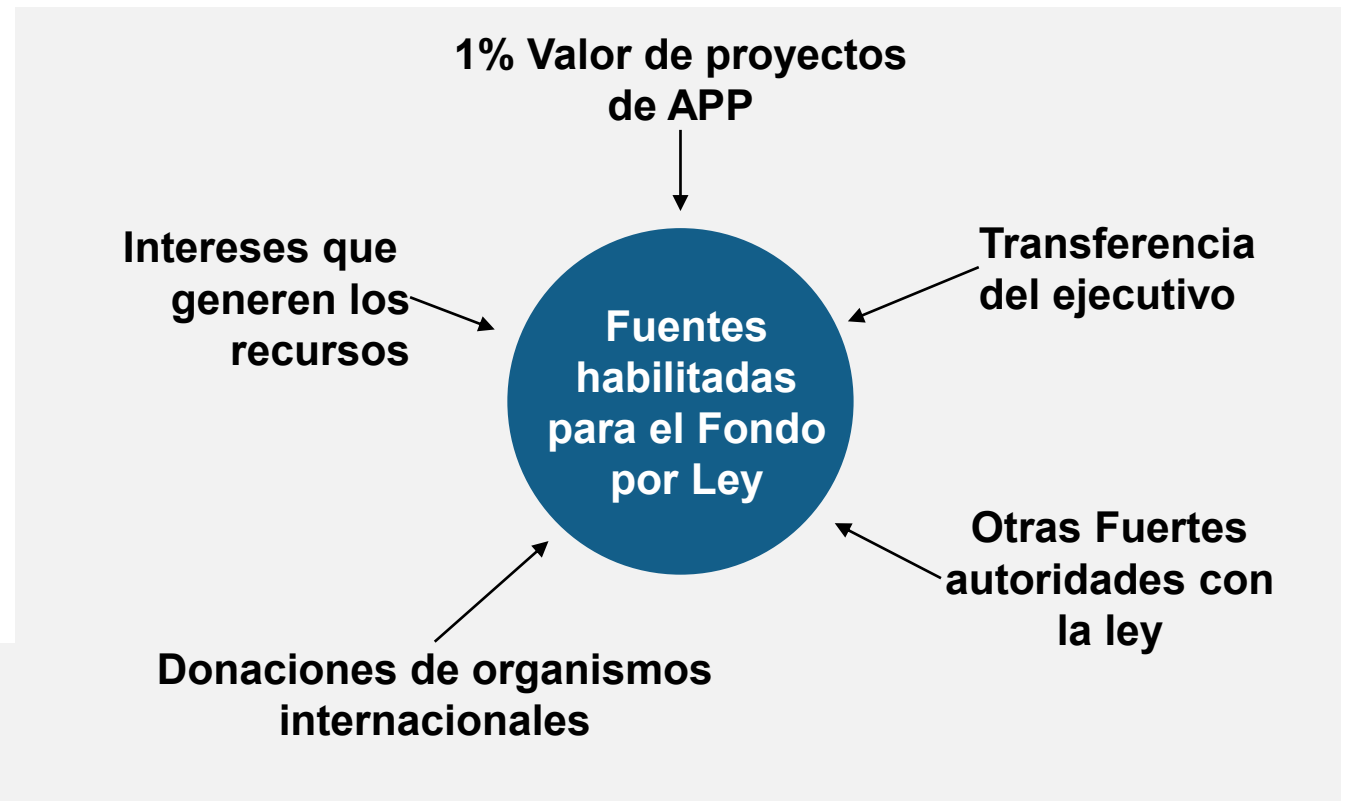 1% Valor de proyectos
de APP
Intereses que
generen los
recursos
Transferencia
del ejecutivo
Fuentes
habilitadas
para el Fondo
por Ley
Otras Fuertes
autoridades con
la ley
Donaciones de organismos
internacionales